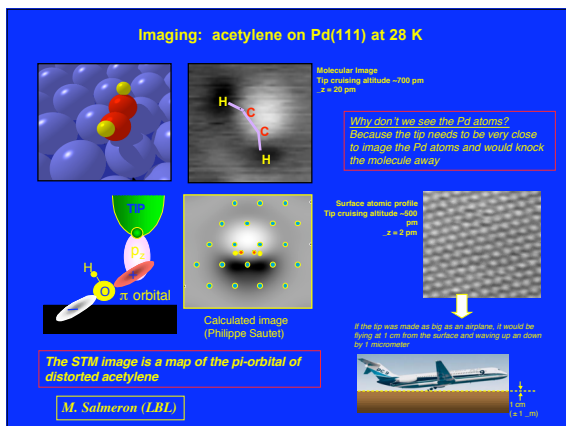 Imaging: acetylene on Pd(111) at 28 K
Molecular Image
Tip cruising altitude ~700 pm
_z = 20 pm
H
C
C
H
Why don't we see the Pd atoms?
Because the tip needs to be very close
to image the Pd atoms and would knock
the molecule away
Surface atomic profile
Tip cruising altitude ~500
pm
_z = 2 pm
TIP
pz
H
O
+
−
π orbital
Calculated image
(Philippe Sautet)
If the tip was made as big as an airplane, it would be
flying at 1 cm from the surface and waving up an down
by 1 micrometer
The STM image is a map of the pi-orbital of
distorted acetylene
M. Salmeron (LBL)
1 cm
(± 1 _m)